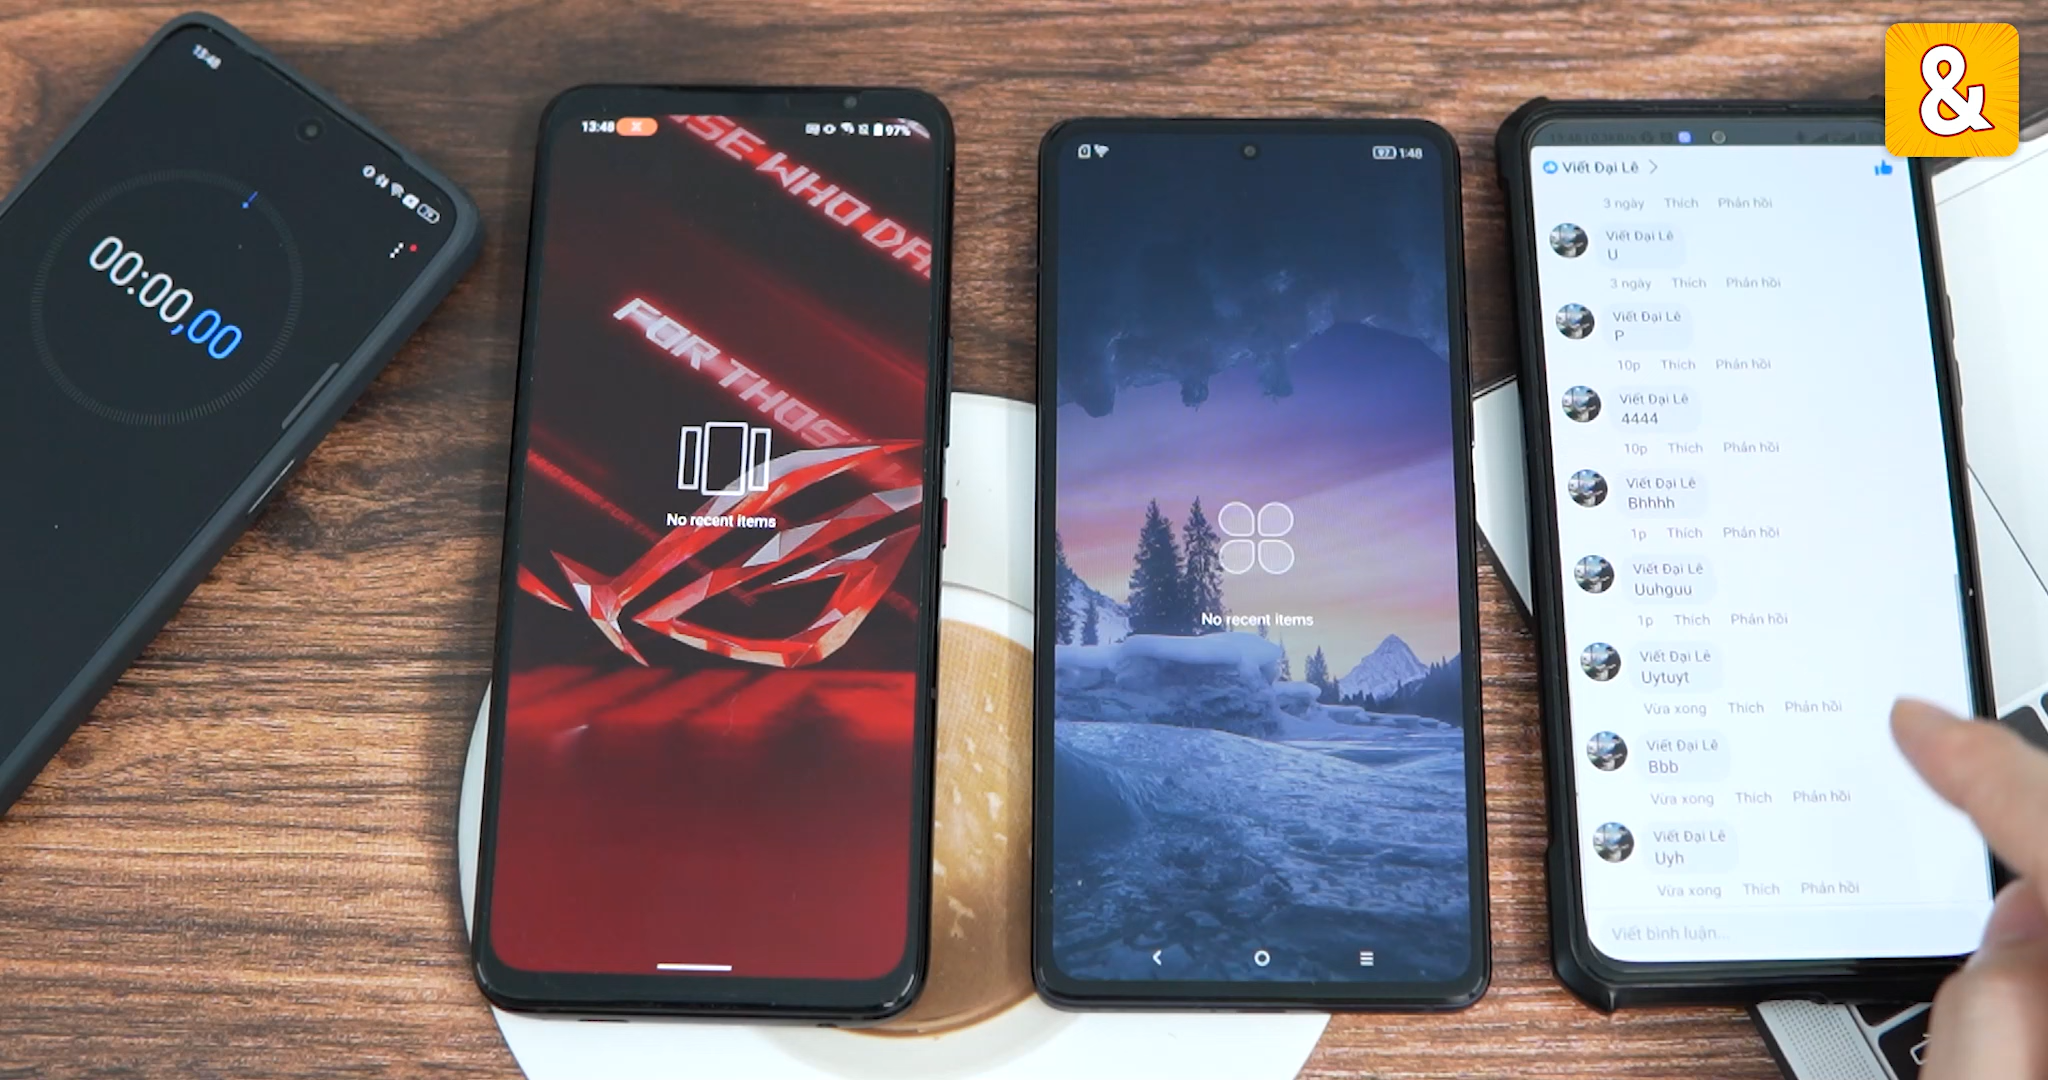 13:48
00:00,00
13:48
97%
SE WHO DA
FOR THOS
No recent items
97 1:48
No recent items
Viết Đại Lê
3 ngày Thích Phản hồi
Viết Đại Lê
U
3 ngày Thích Phản hồi
Viết Đại Lê
P
10p Thích Phản hồi
Viết Đại Lê
4444
10p Thích Phản hồi
Viết Đại Lê
Bhhhh
1p Thích Phản hồi
Viết Đại Lê
Uuhguu
1p Thích Phản hồi
Viết Đại Lê
Uytuyt
Vừa xong Thích Phản hồi
Viết Đại Lê
Bbb
Vừa xong Thích Phản hồi
Viết Đại Lê
Uyh
Vừa xong Thích Phản hồi
Viết bình luận...
&